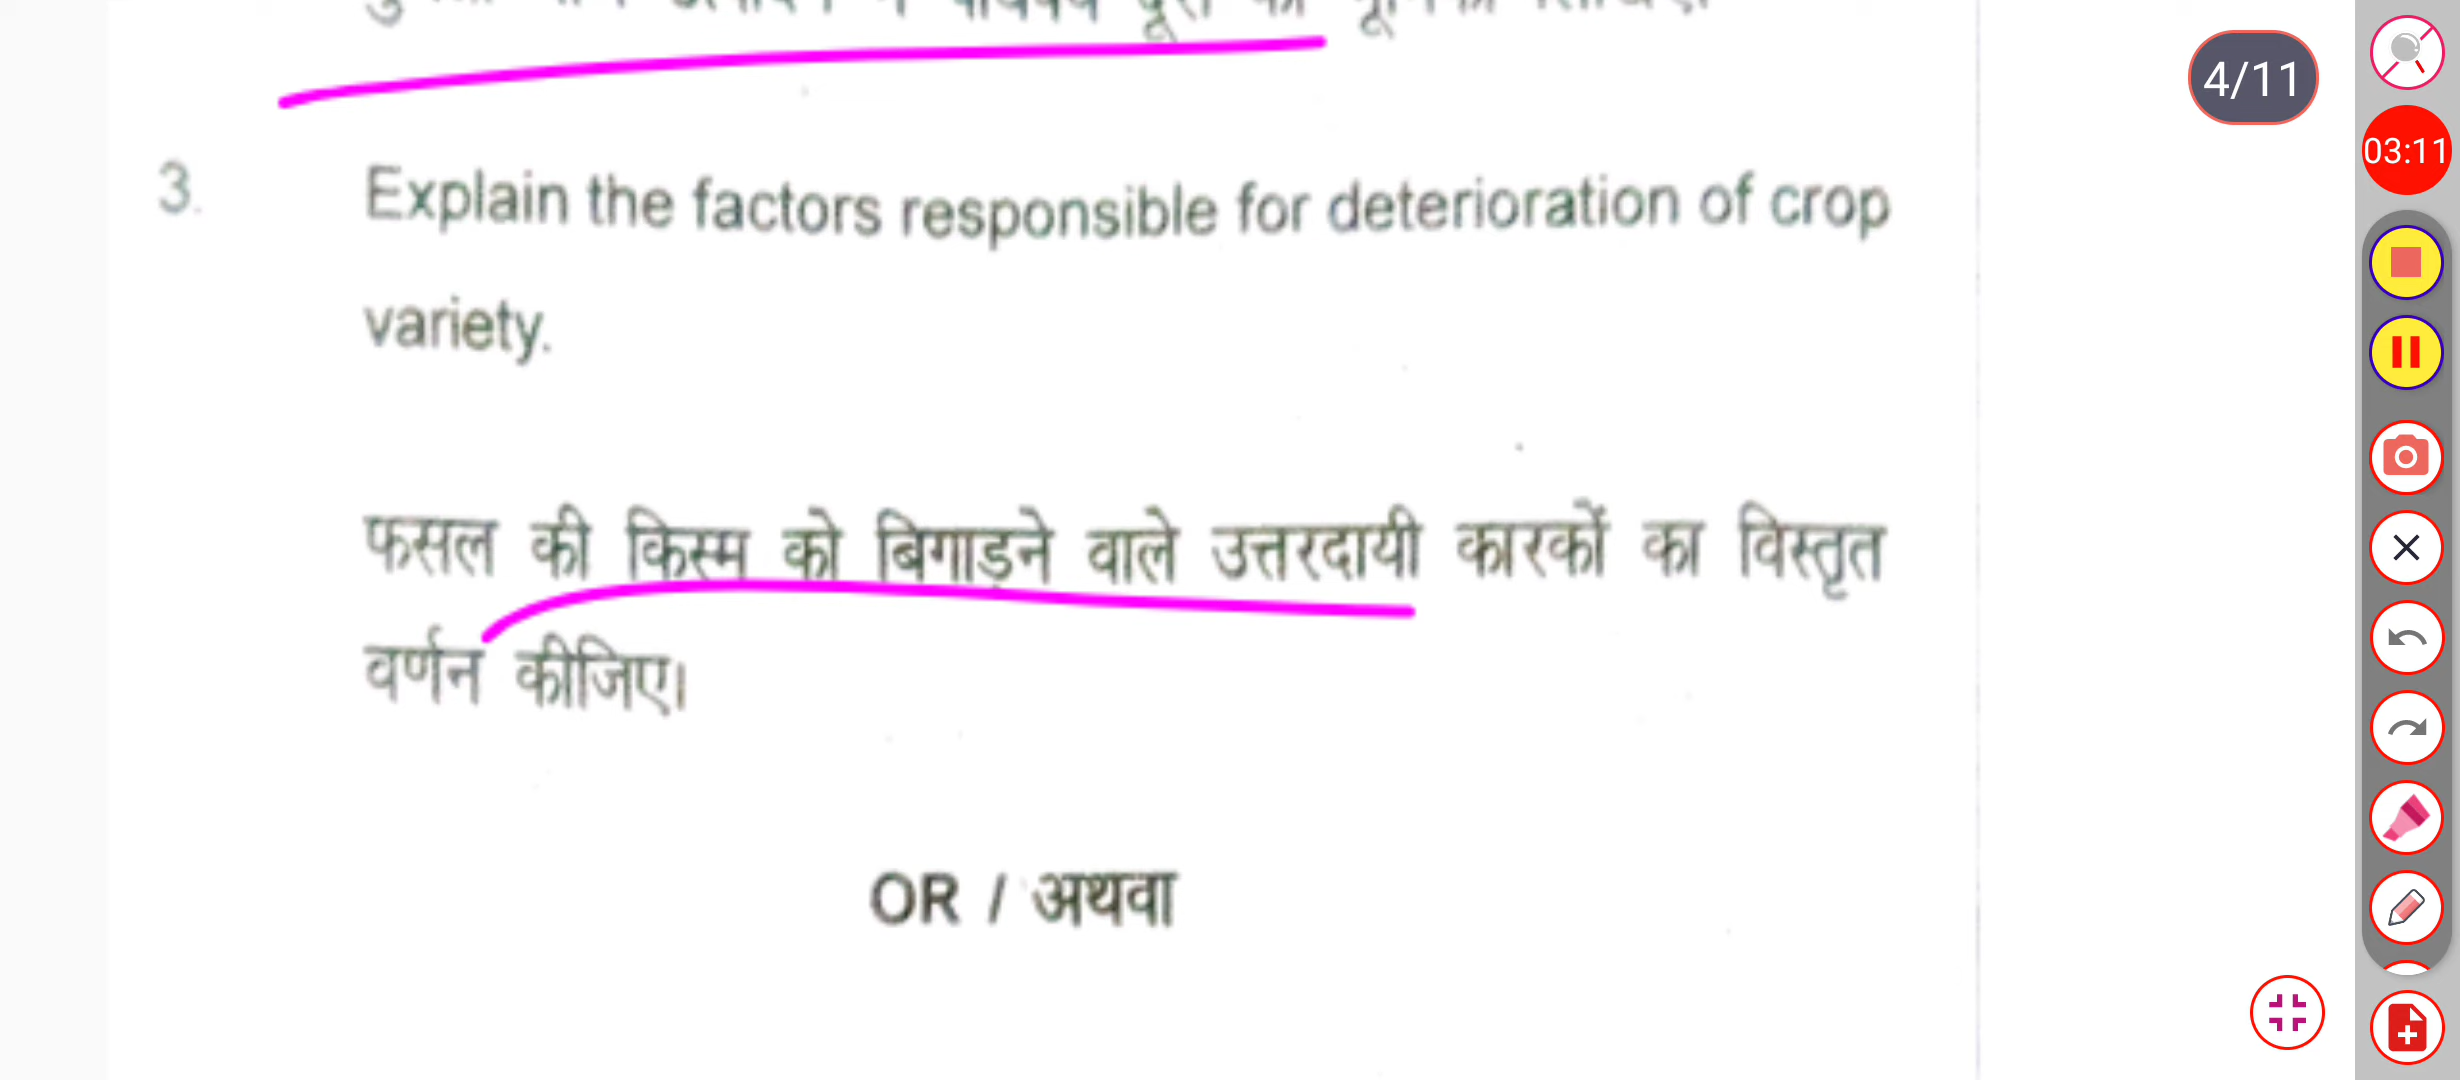 4/11
03:11
3. Explain the factors responsible for deterioration of crop
variety.
फसल की किस्म को बिगाड़ने वाले उत्तरदायी कारकों का विस्तृत
वर्णन कीजिए।
OR / अथवा